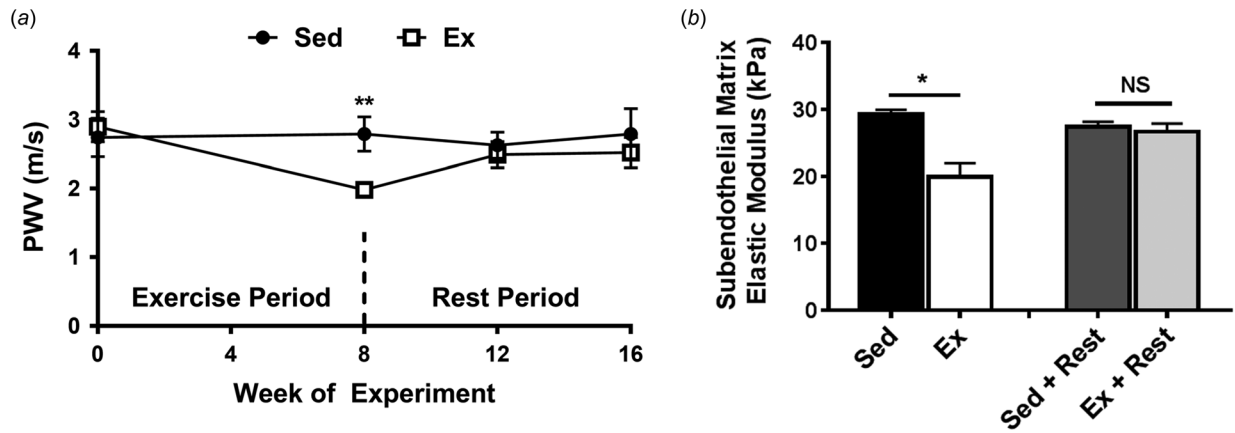 (a)
Sed
Ex
4
3
2
1
0
**
PWV (m/s)
Exercise Period
Rest Period
0
4
8
12
16
Week of Experiment
(b)
Subendothelial Matrix
Elastic Modulus (kPa)
40
30
20
10
0
*
NS
Sed
Ex
Sed + Rest
Ex + Rest